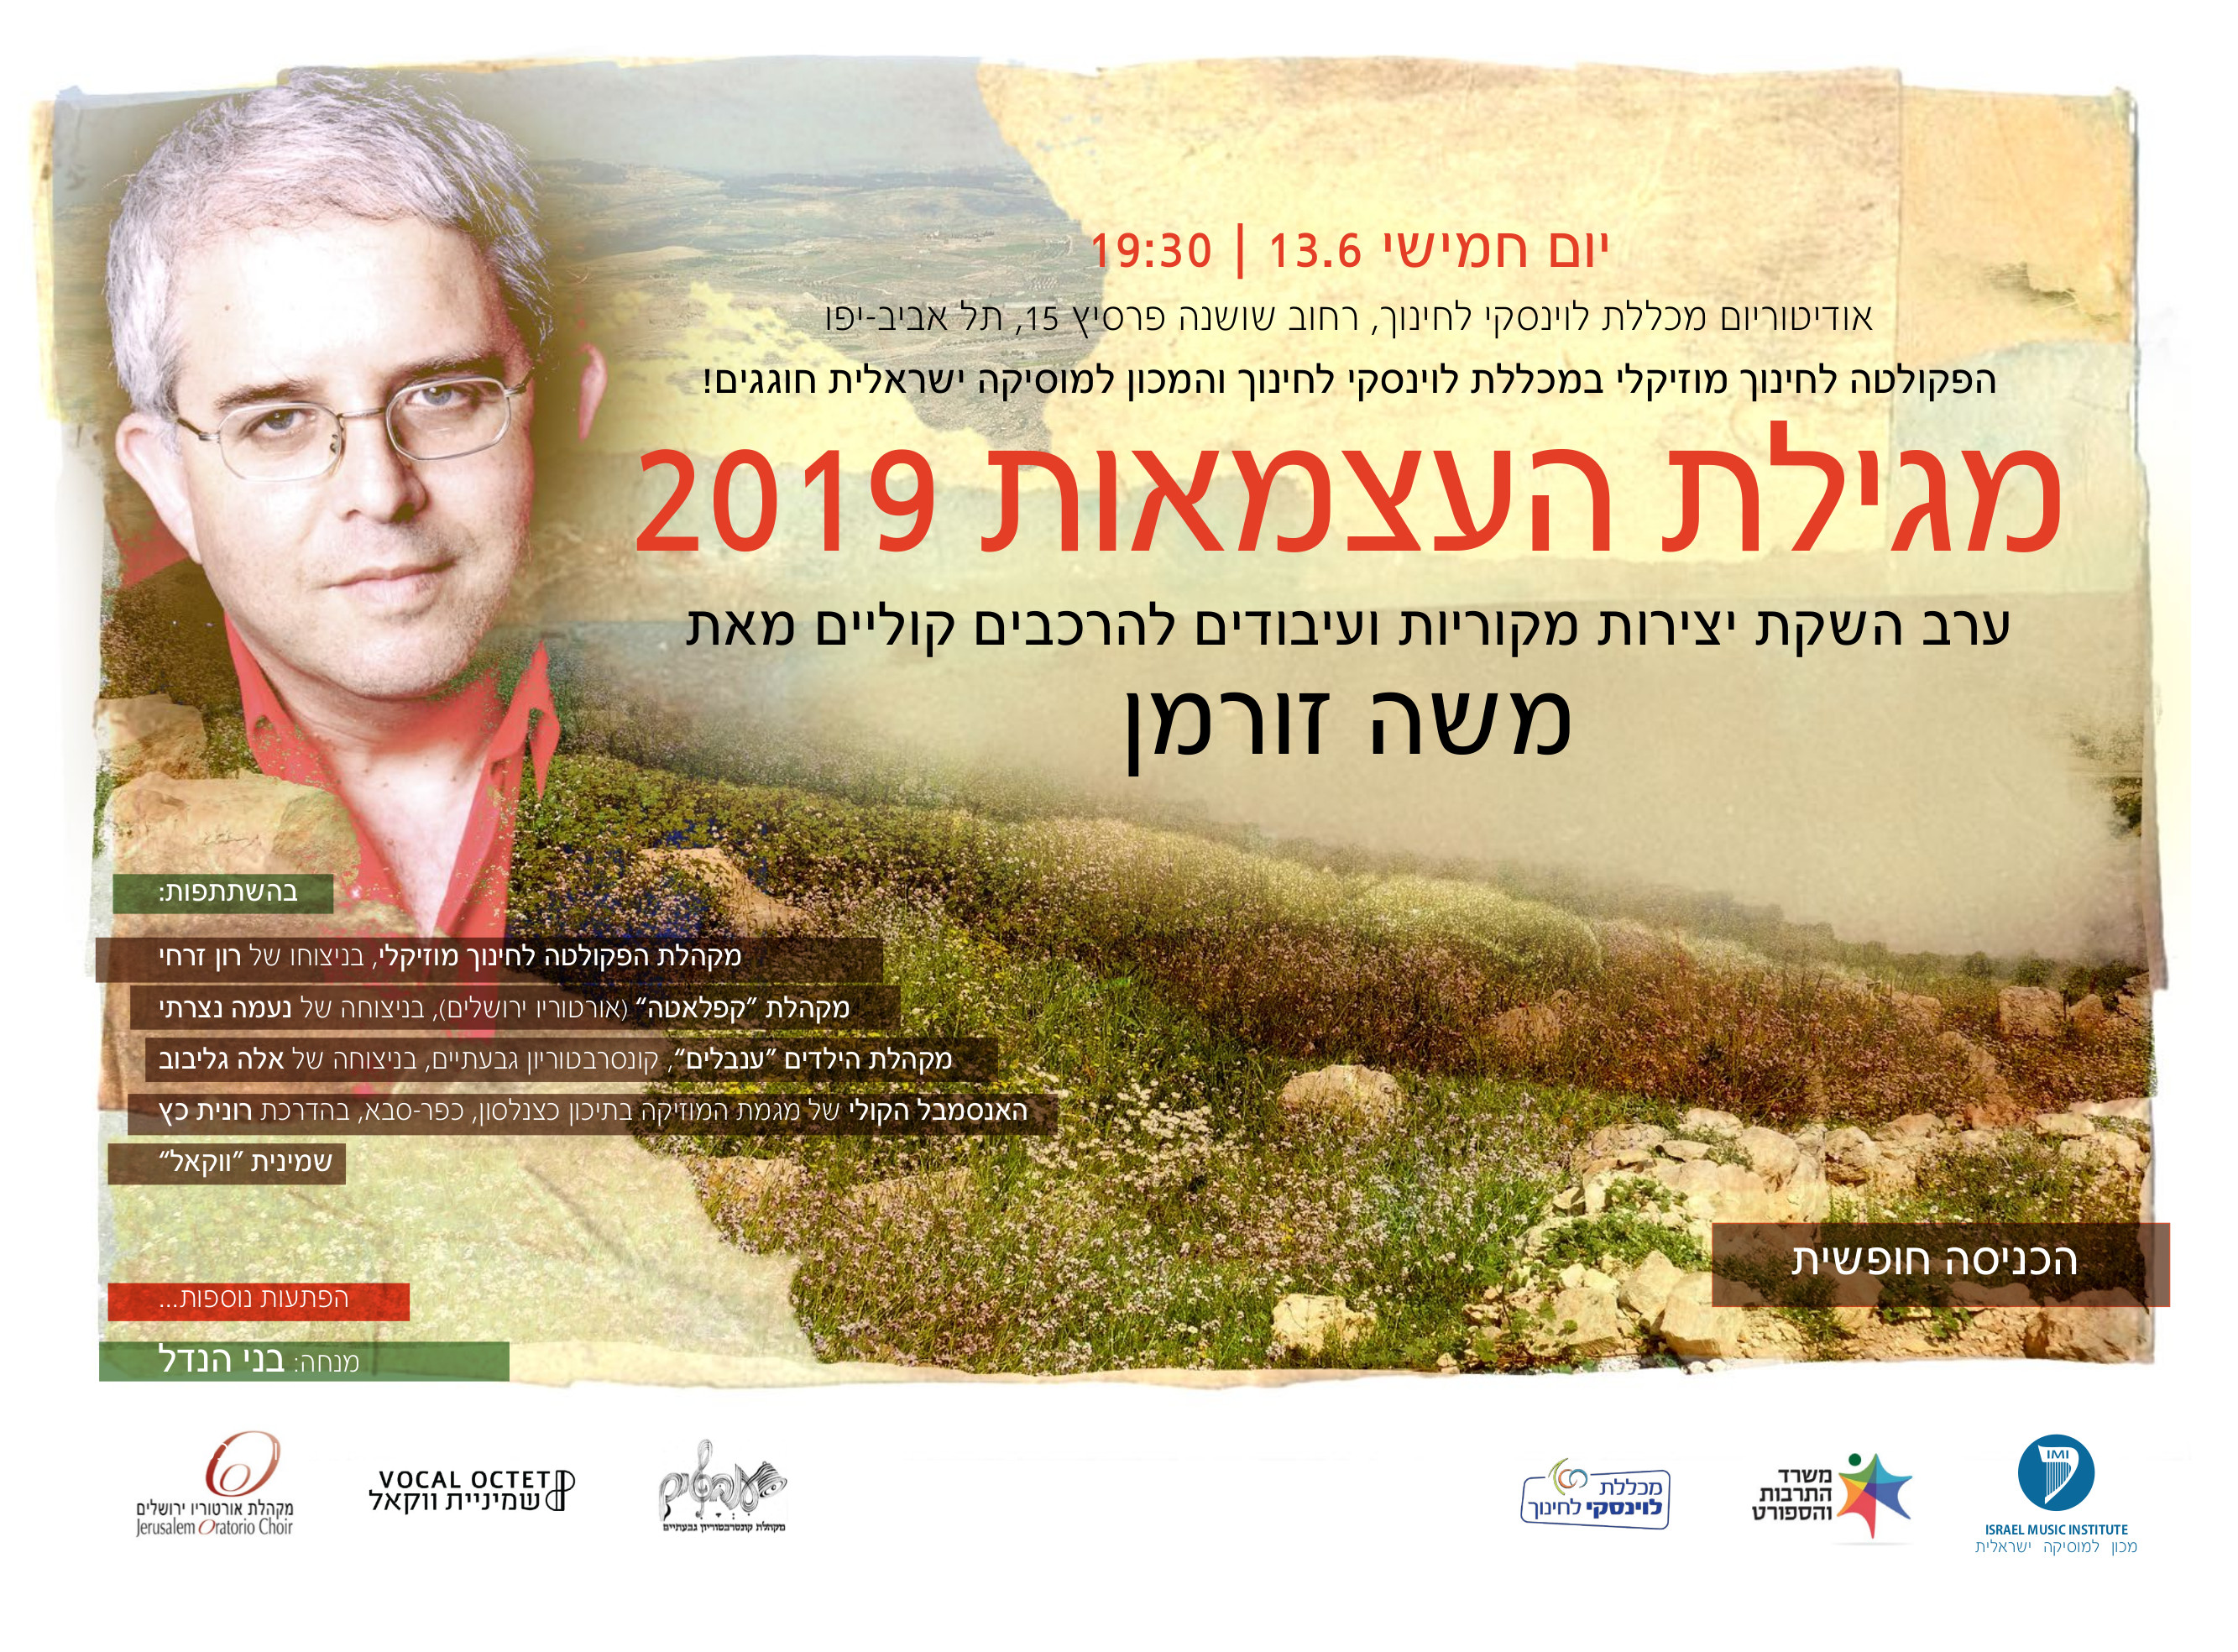 יום חמישי 13.6 | 19:30
אודיטוריום מכללת לוינסקי לחינוך, רחוב שושנה פרסיץ 15, תל אביב-יפו
הפקולטה לחינוך מוזיקלי במכללת לוינסקי לחינוך והמכון למוסיקה ישראלית חוגגים!
מגילת העצמאות 2019
ערב השקת יצירות מקוריות ועיבודים להרכבים קוליים מאת
משה זורמן
בהשתתפות:
מקהלת הפקולטה לחינוך מוזיקלי, בניצוחו של רון זרחי
מקהלת "קפלאטה" (אורטוריו ירושלים), בניצוחה של נעמה נצרתי
מקהלת הילדים "ענבלים", קונסרבטוריון גבעתיים, בניצוחה של אלה גליבוב
האנסמבל הקולי של מגמת המוזיקה בתיכון כצנלסון, כפר-סבא, בהדרכת רונית כץ
שמינית "ווקאל"
הפתעות נוספות...
מנחה: בני הנדל
הכניסה חופשית
IMI
ISRAEL MUSIC INSTITUTE
מכון למוסיקה ישראלית
משרד
התרבות
והספורט
מכללת
לוינסקי לחינוך
ענבלים
מקהלת קונסרבטוריון גבעתיים
VOCAL OCTET
שמיניית ווקאל
מקהלת אורטוריו ירושלים
Jerusalem Oratorio Choir